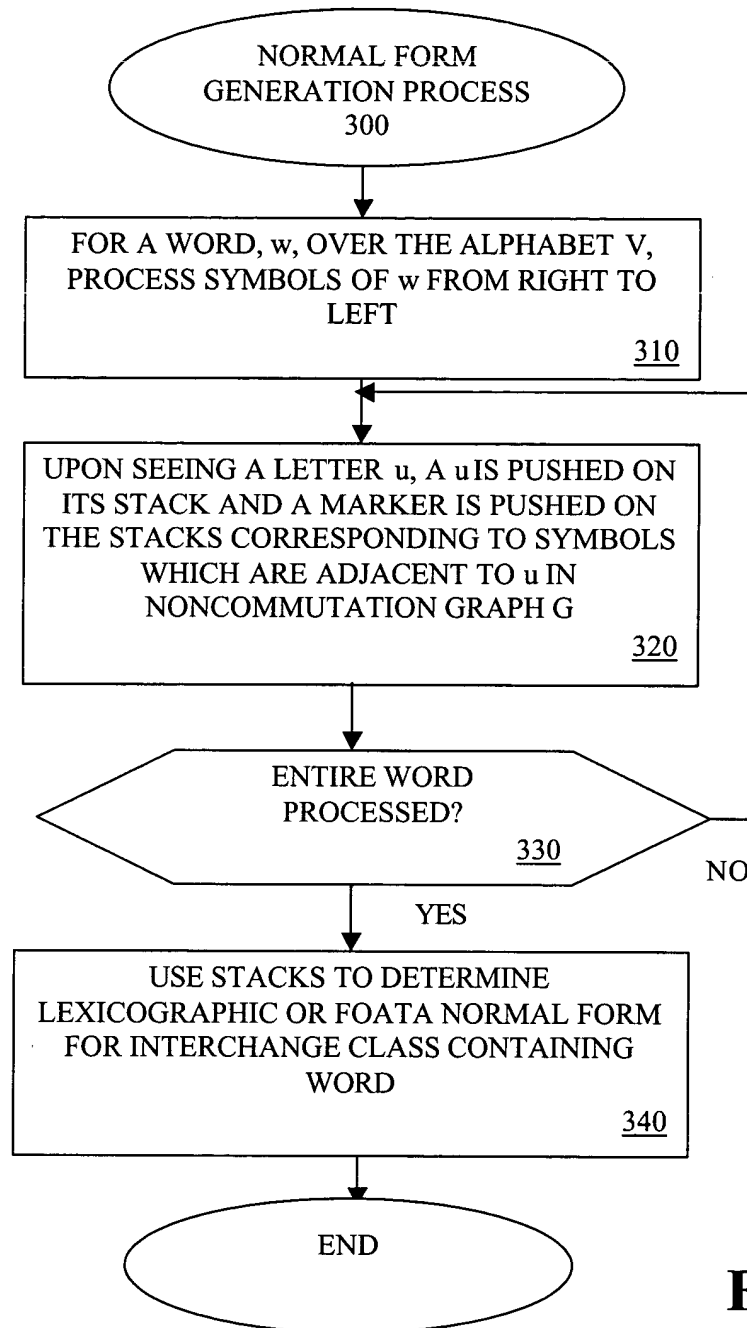 NORMAL FORM
GENERATION PROCESS
300
FOR A WORD, w, OVER THE ALPHABET V,
PROCESS SYMBOLS OF w FROM RIGHT TO
LEFT
310
UPON SEEING A LETTER u, A u IS PUSHED ON
ITS STACK AND A MARKER IS PUSHED ON
THE STACKS CORRESPONDING TO SYMBOLS
WHICH ARE ADJACENT TO u IN
NONCOMMUTATION GRAPH G
320
ENTIRE WORD
PROCESSED?
330
NO
YES
USE STACKS TO DETERMINE
LEXICOGRAPHIC OR FOATA NORMAL FORM
FOR INTERCHANGE CLASS CONTAINING
WORD
340
END